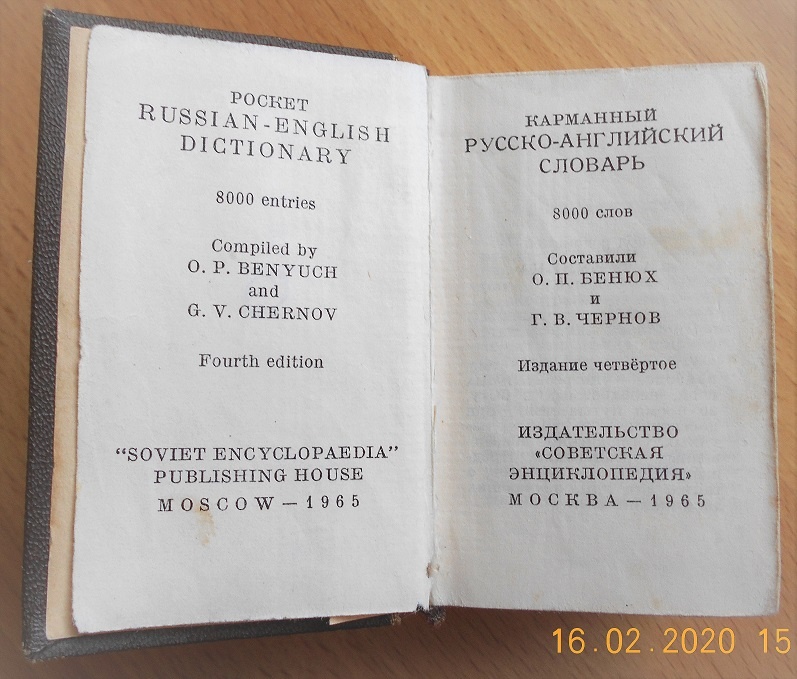 POCKET
RUSSIAN-ENGLISH
DICTIONARY
8000 entries
Compiled by
O. P. BENYUCH
and
G. V. CHERNOV
Fourth edition
“SOVIET ENCYCLOPAEDIA”
PUBLISHING HOUSE
MOSCOW — 1965
КАРМАННЫЙ
РУССКО-АНГЛИЙСКИЙ
СЛОВАРЬ
8000 слов
Составили
О. П. БЕНЮХ
и
Г. В. ЧЕРНОВ
Издание четвёртое
ИЗДАТЕЛЬСТВО
«СОВЕТСКАЯ
ЭНЦИКЛОПЕДИЯ»
МОСКВА — 1965
16.02.2020 15